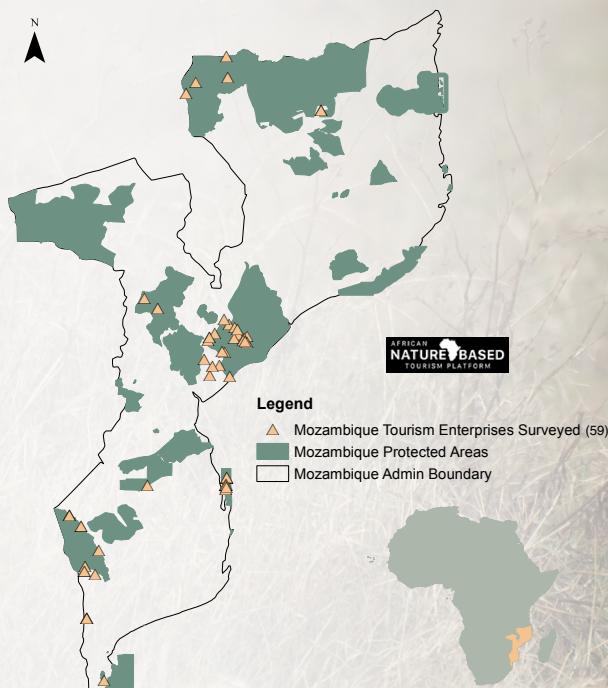 N
AFRICAN
NATURE BASED
TOURISM PLATFORM
Legend
Mozambique Tourism Enterprises Surveyed (59)
Mozambique Protected Areas
Mozambique Admin Boundary